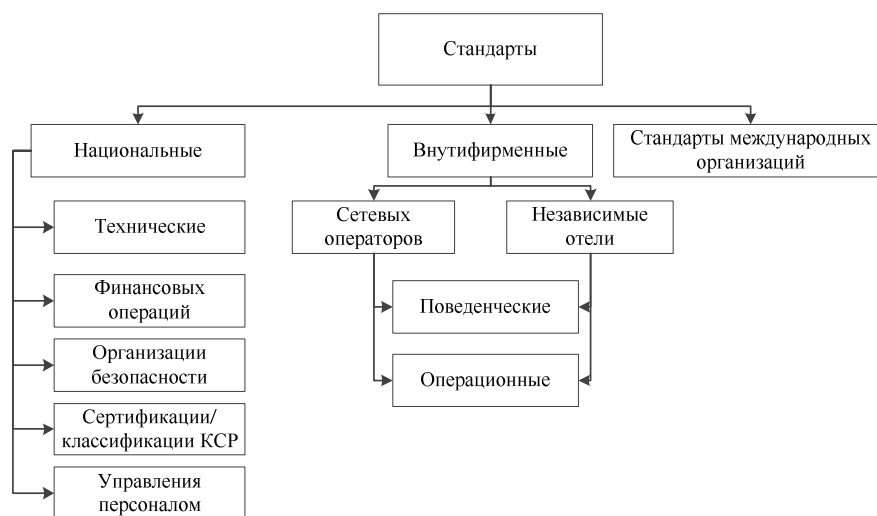 Стандарты
Национальные
Внутифирменные
Стандарты международных
организаций
Технические
Финансовых
операций
Организации
безопасности
Сертификации/
классификации КСР
Управления
персоналом
Сетевых
операторов
Независимые
отели
Поведенческие
Операционные